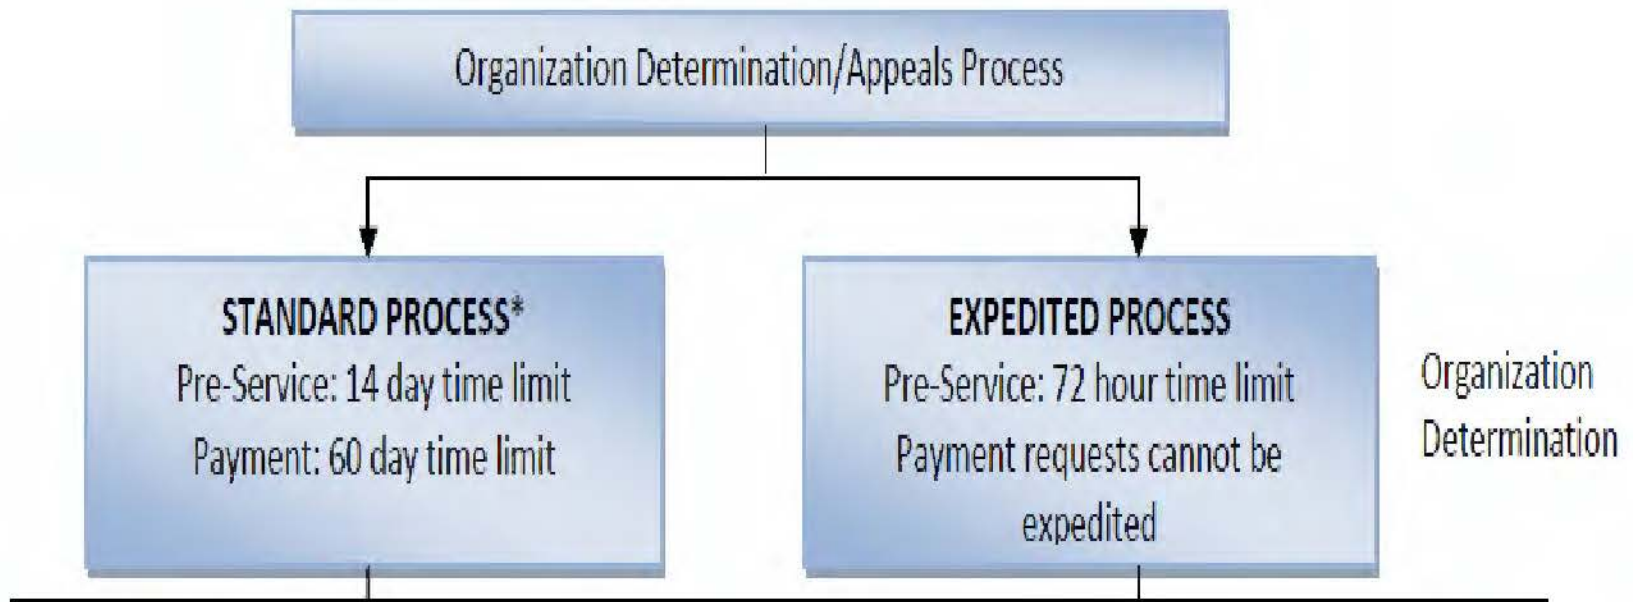 Organization Determination/Appeals Process
STANDARD PROCESS*
Pre-Service: 14 day time limit
Payment: 60 day time limit
EXPEDITED PROCESS
Pre-Service: 72 hour time limit
Payment requests cannot be
expedited
Organization
Determination